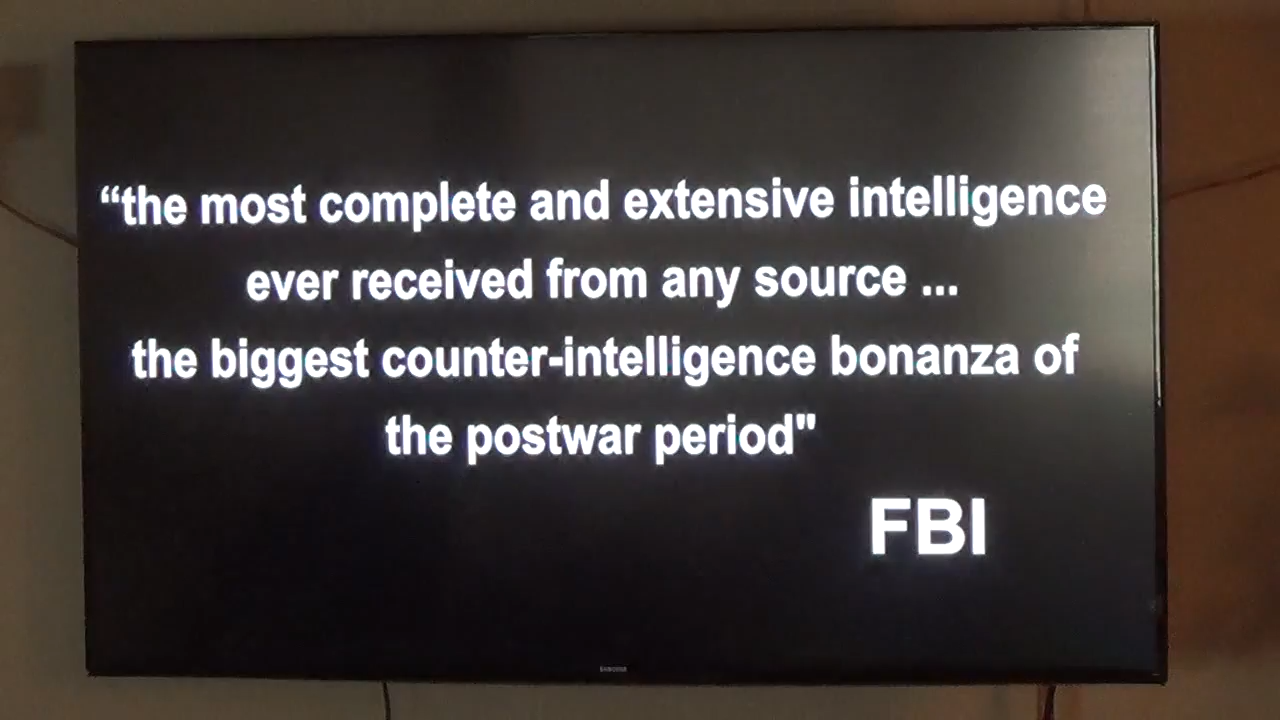 “the most complete and extensive intelligence
ever received from any source ...
the biggest counter-intelligence bonanza of
the postwar period"
FBI
SAMSUNG